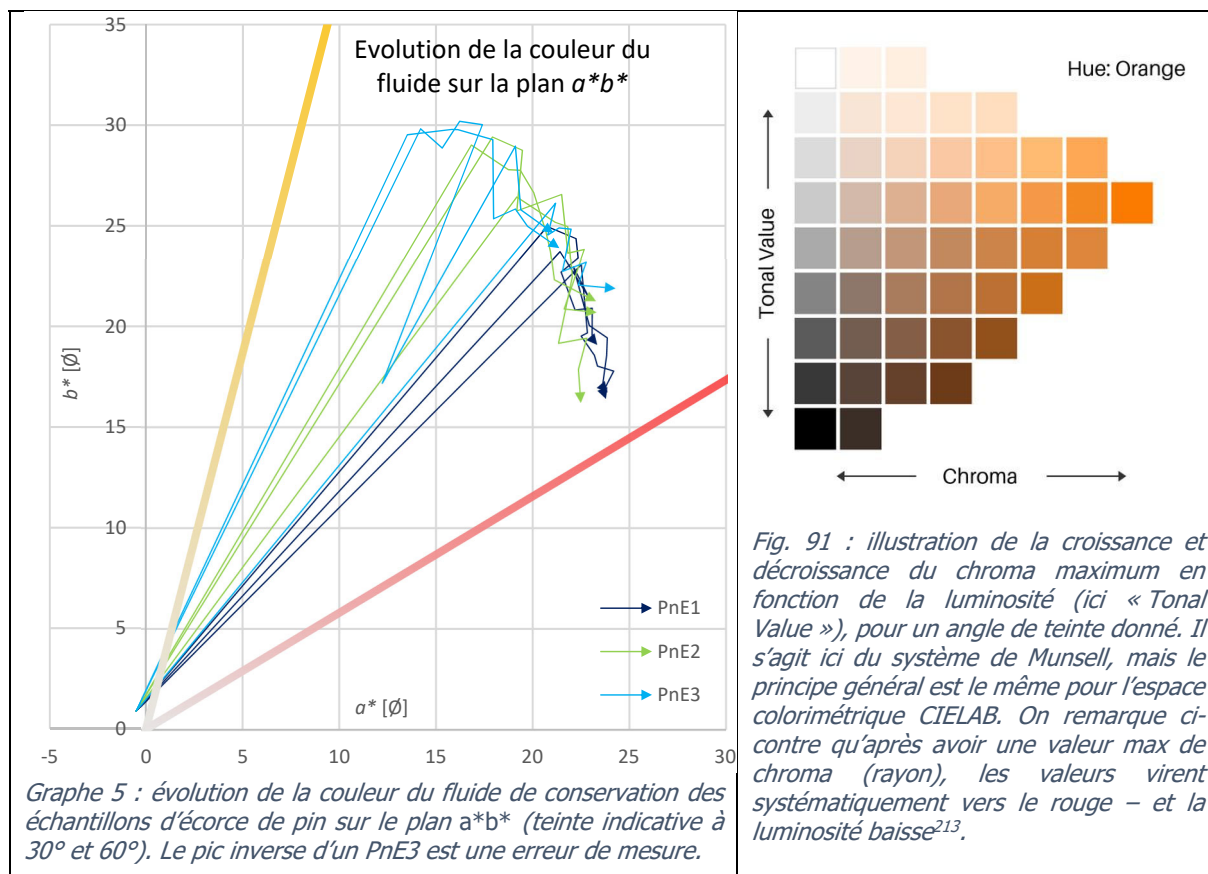 Evolution de la couleur du
fluide sur la plan a*b*
35
30
25
20
15
10
5
0
b* [Ø]
a* [Ø]
-5
0
5
10
15
20
25
30
PnE1
PnE2
PnE3
Graphe 5 : évolution de la couleur du fluide de conservation des
échantillons d’écorce de pin sur le plan a*b* (teinte indicative à
30° et 60°). Le pic inverse d’un PnE3 est une erreur de mesure.
Hue: Orange
Tonal Value
Chroma
Fig. 91 : illustration de la croissance et
décroissance du chroma maximum en
fonction de la luminosité (ici « Tonal
Value »), pour un angle de teinte donné. Il
s’agit ici du système de Munsell, mais le
principe général est le même pour l’espace
colorimétrique CIELAB. On remarque ci-
contre qu’après avoir une valeur max de
chroma (rayon), les valeurs virent
systématiquement vers le rouge – et la
luminosité baisse213.